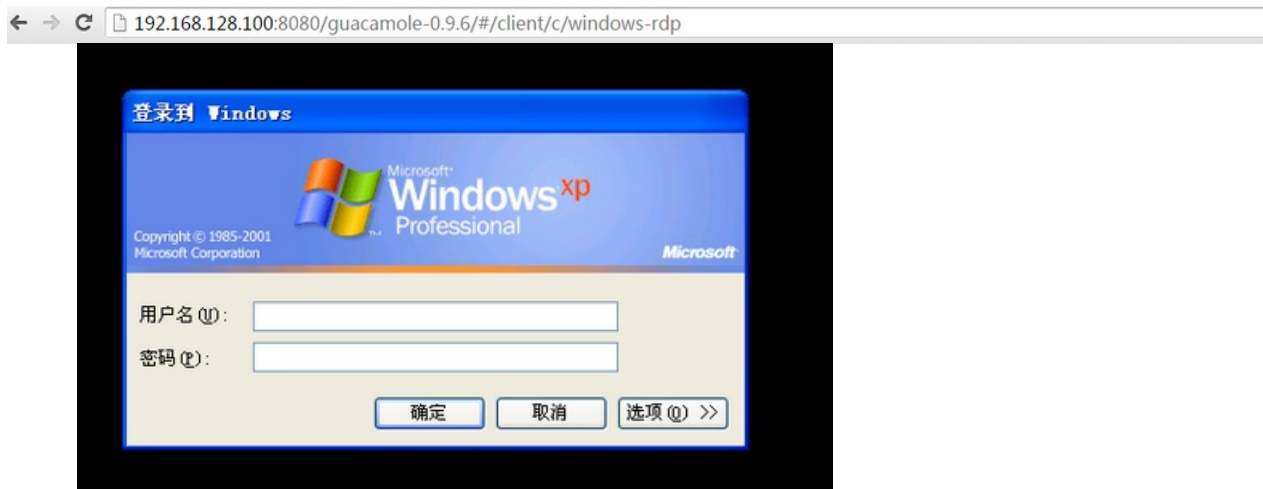 192.168.128.100:8080/guacamole-0.9.6/#/client/c/windows-rdp
登录到 Windows
Microsoft
Windows xp
Professional
TM
Copyright © 1985-2001
Microsoft Corporation
Microsoft
用户名(U):
密码(P):
确定 取消 选项(O) >>